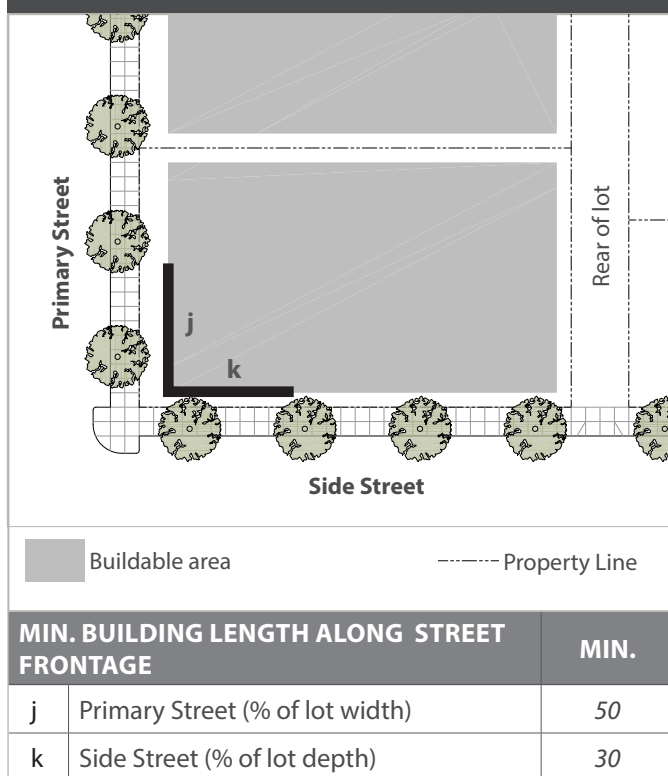 Primary Street
Rear of lot
j
k
Side Street
Buildable area
Property Line
MIN. BUILDING LENGTH ALONG STREET
FRONTAGE
MIN.
j Primary Street (% of lot width) 50
k Side Street (% of lot depth) 30